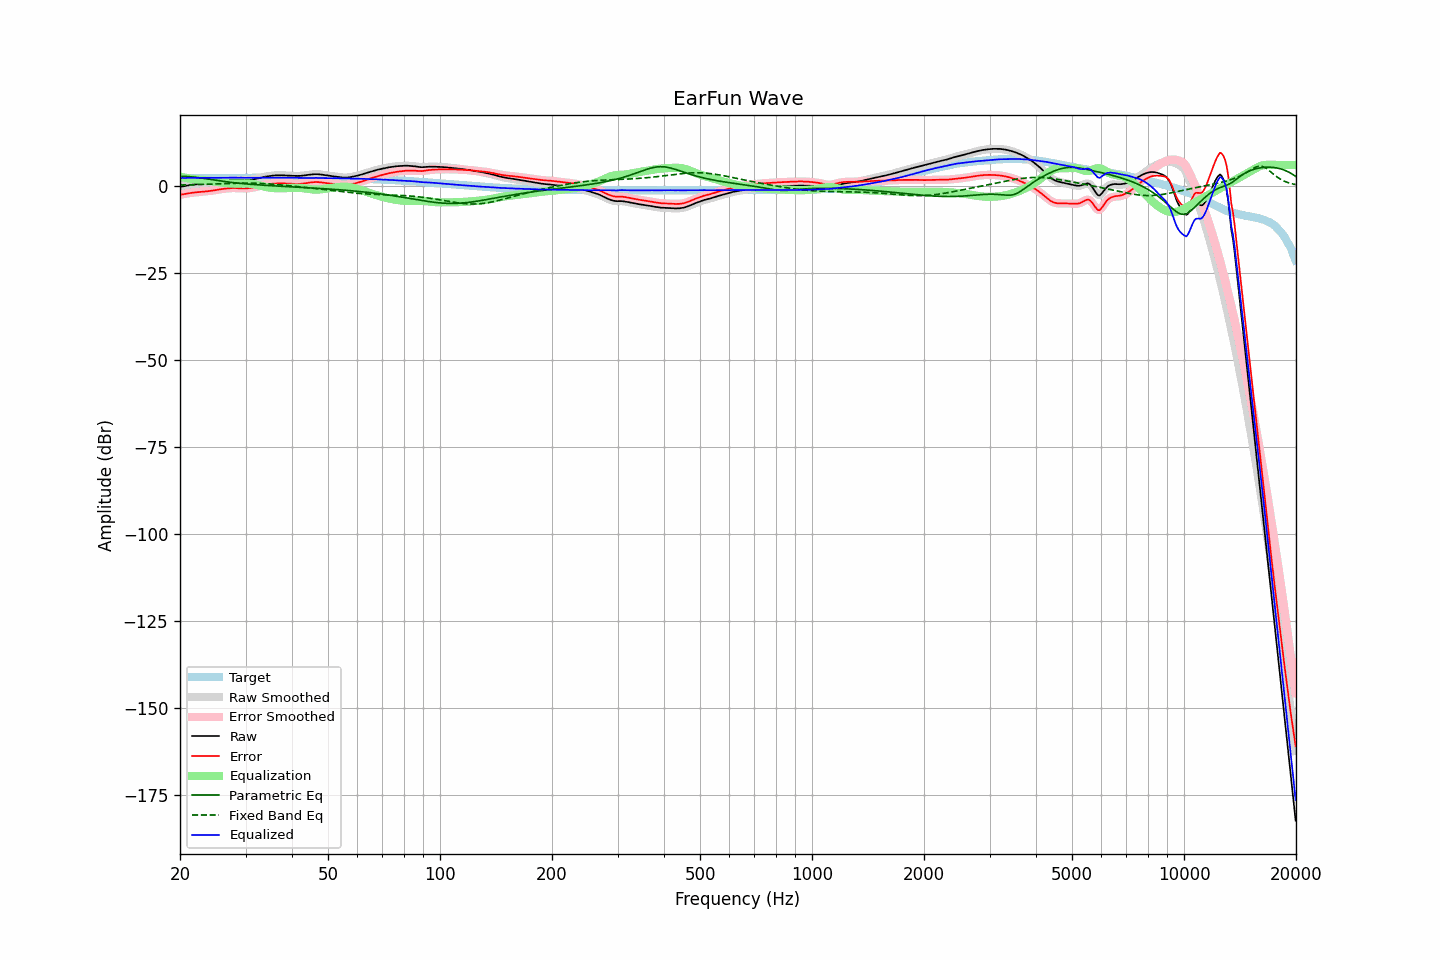 EarFun Wave
Amplitude (dBr)
0
−25
−50
−75
−100
−125
−150
−175
Target
Raw Smoothed
Error Smoothed
Raw
Error
Equalization
Parametric Eq
Fixed Band Eq
Equalized
20 50 100 200 500 1000 2000 5000 10000 20000
Frequency (Hz)